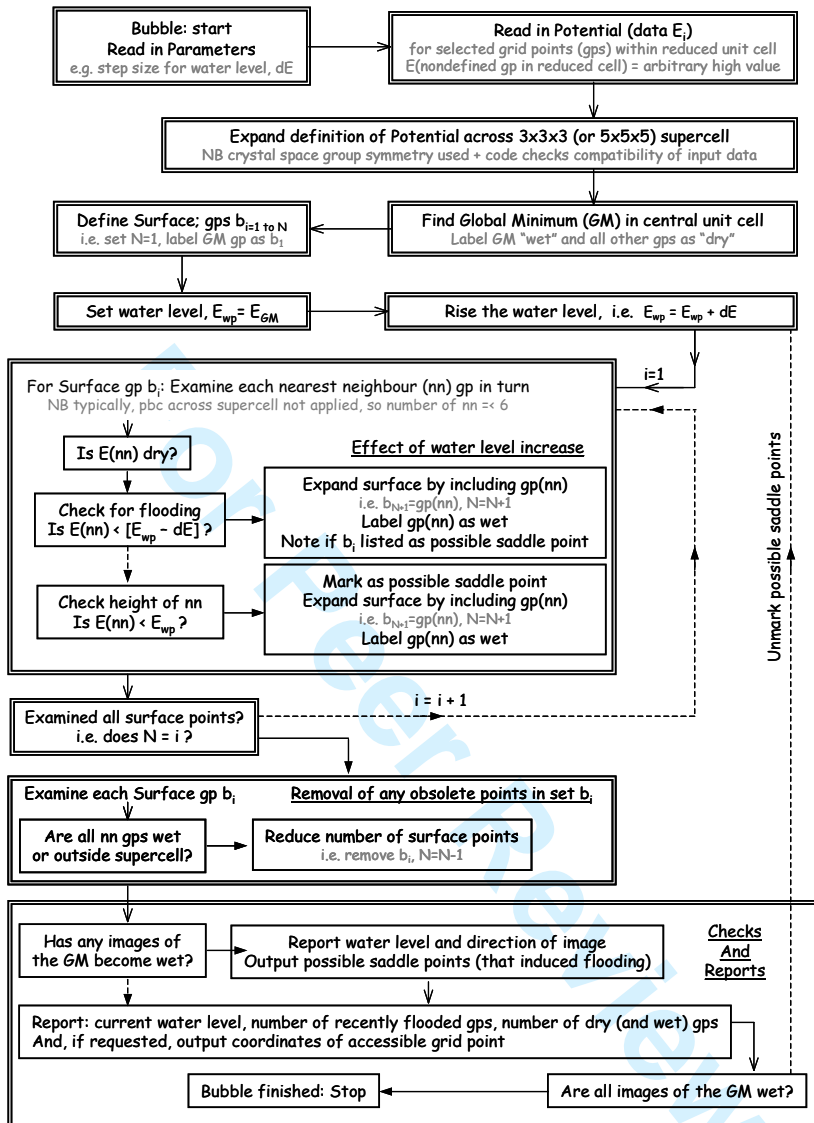 Bubble: start
Read in Parameters
e.g. step size for water level, dE
Read in Potential (data Ei)
for selected grid points (gps) within reduced unit cell
E(nondefined gp in reduced cell) = arbitrary high value
Expand definition of Potential across 3x3x3 (or 5x5x5) supercell
NB crystal space group symmetry used + code checks compatibility of input data
Define Surface; gps bi=1 to N
i.e. set N=1, label GM gp as b1
Find Global Minimum (GM) in central unit cell
Label GM "wet" and all other gps as "dry"
Set water level, Ewp= EGM
Rise the water level, i.e. Ewp = Ewp + dE
i=1
For Surface gp bi: Examine each nearest neighbour (nn) gp in turn
NB typically, pbc across supercell not applied, so number of nn =< 6
Is E(nn) dry?
Effect of water level increase
Check for flooding
Is E(nn) < [Ewp – dE] ?
Expand surface by including gp(nn)
i.e. bN+1=gp(nn), N=N+1
Label gp(nn) as wet
Note if bi listed as possible saddle point
Check height of nn
Is E(nn) < Ewp ?
Mark as possible saddle point
Expand surface by including gp(nn)
i.e. bN+1=gp(nn), N=N+1
Label gp(nn) as wet
Unmark possible saddle points
Examined all surface points?
i.e. does N = i ?
i = i + 1
Examine each Surface gp bi
Removal of any obsolete points in set bi
Are all nn gps wet
or outside supercell?
Reduce number of surface points
i.e. remove bi, N=N-1
Has any images of
the GM become wet?
Report water level and direction of image
Output possible saddle points (that induced flooding)
Checks
And
Reports
Report: current water level, number of recently flooded gps, number of dry (and wet) gps
And, if requested, output coordinates of accessible grid point
Bubble finished: Stop
Are all images of the GM wet?
or Peer Review